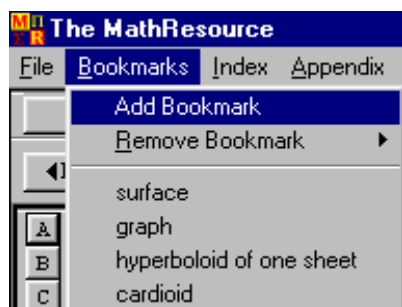 The MathResource
File Bookmarks Index Appendix
Add Bookmark
Remove Bookmark
surface
A graph
B hyperboloid of one sheet
C cardioid